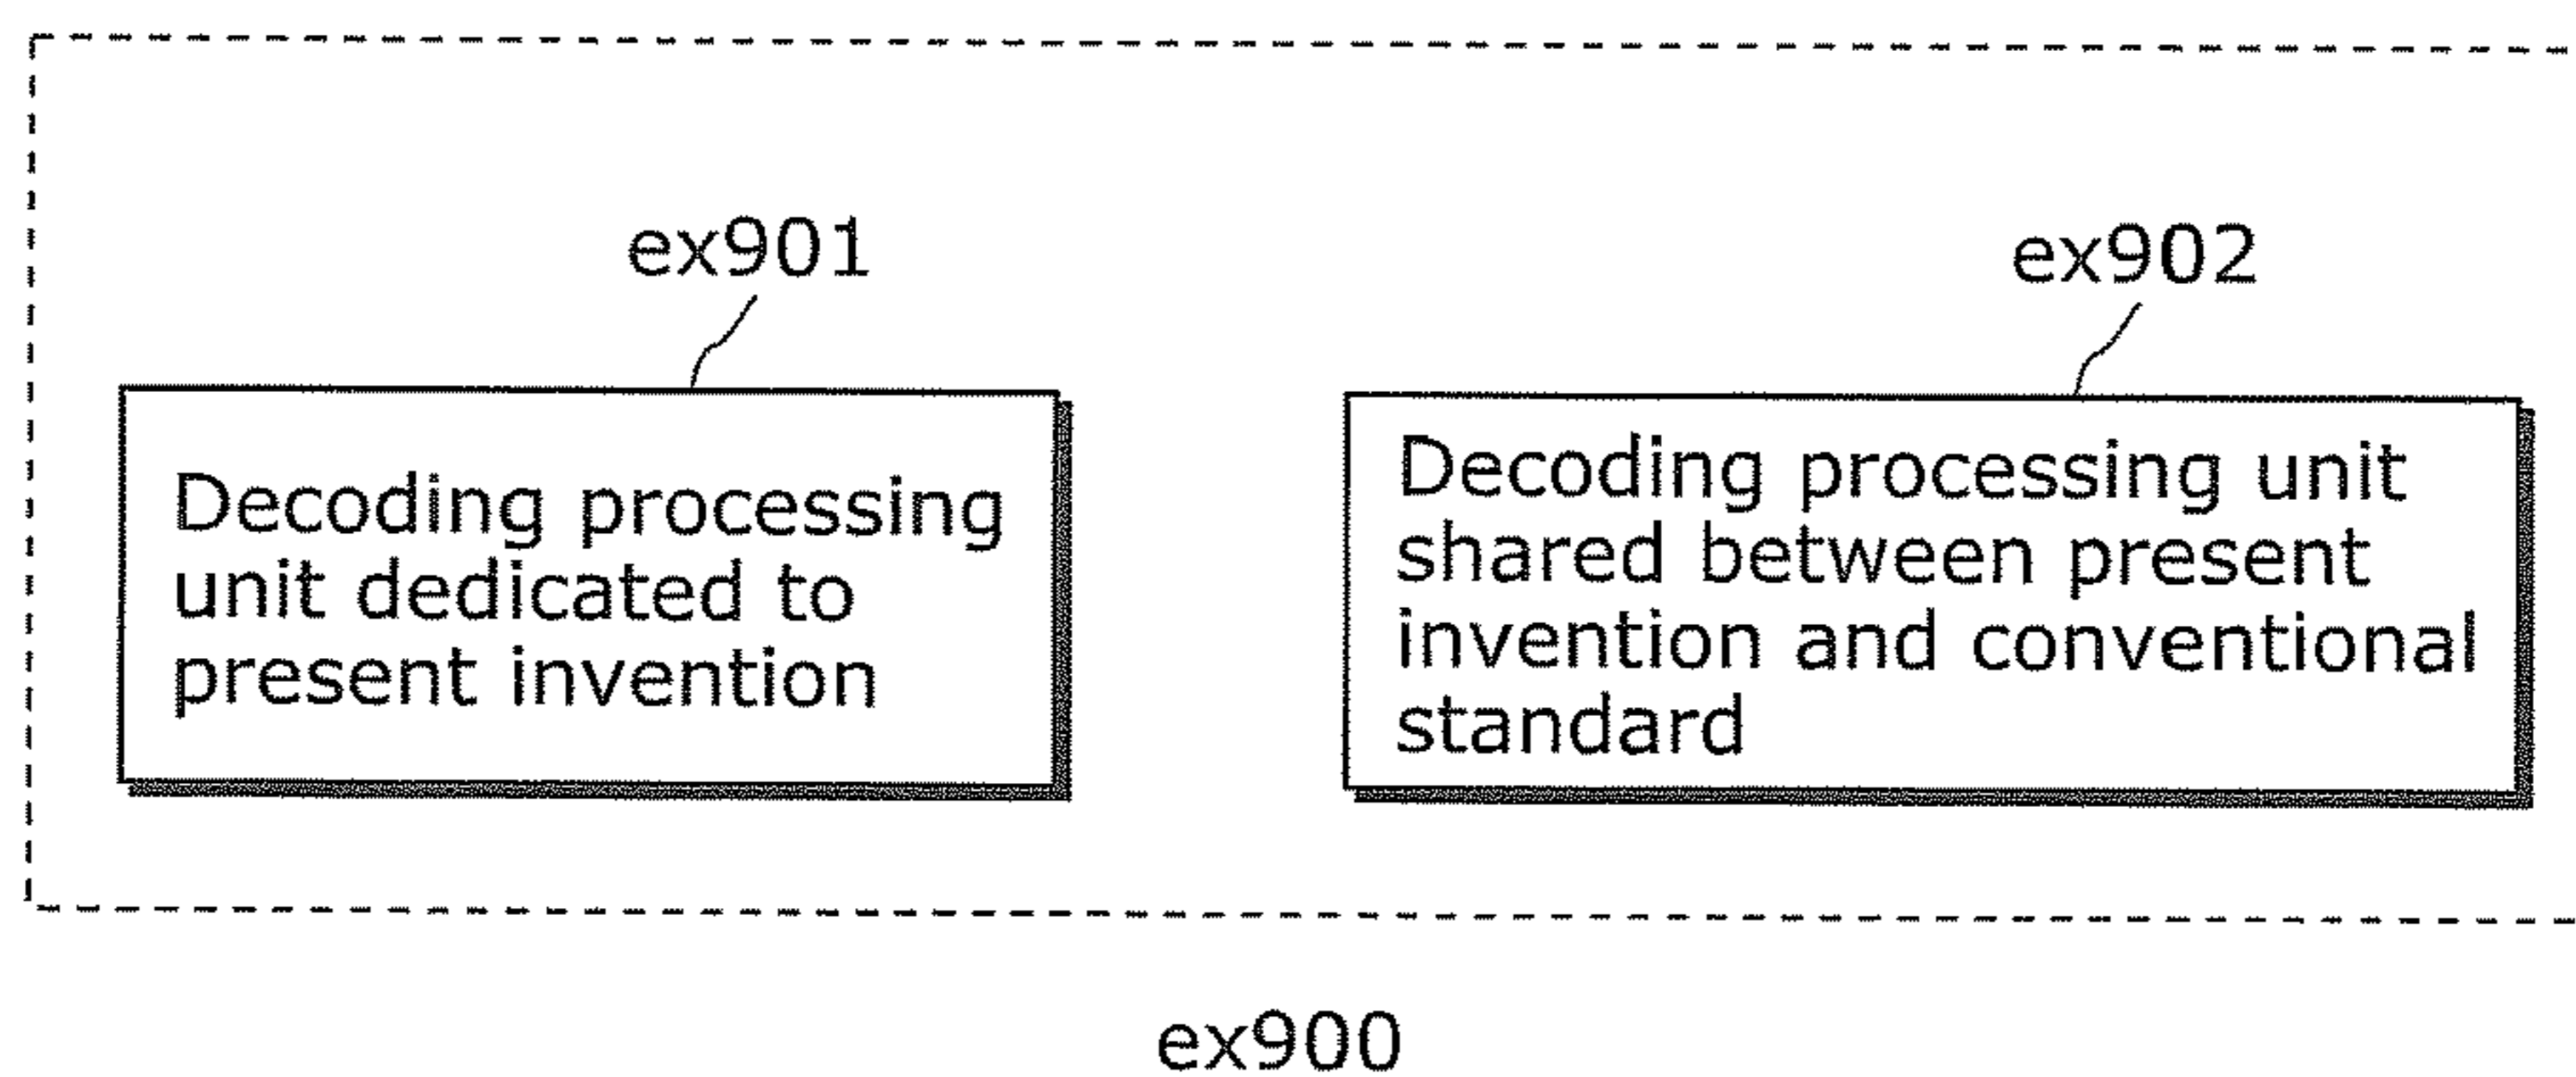 ex901
Decoding processing
unit dedicated to
present invention
ex902
Decoding processing unit
shared between present
invention and conventional
standard
ex900